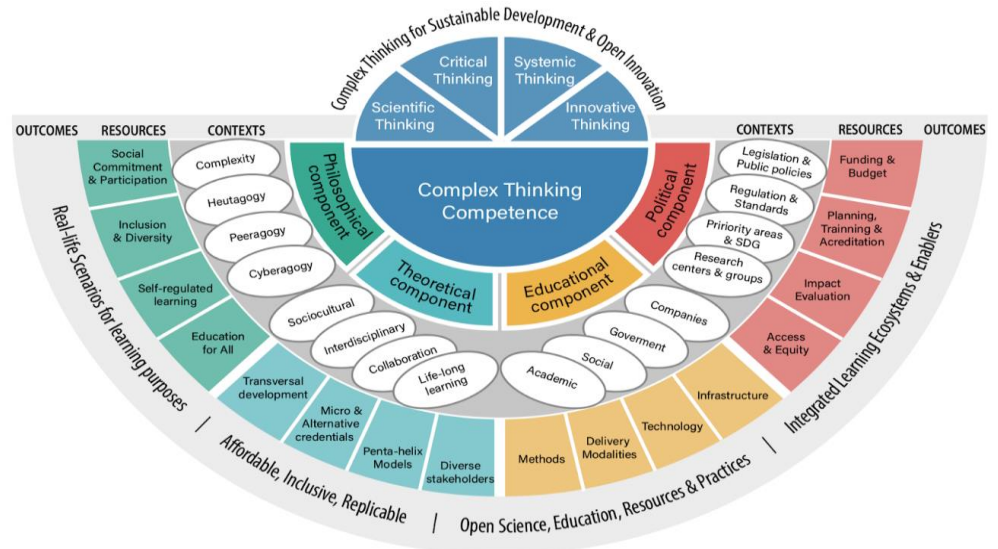 Complex Thinking for Sustainable Development & Open Innovation
Critical
Thinking
Systemic
Thinking
Scientific
Thinking
Innovative
Thinking
OUTCOMES
RESOURCES
CONTEXTS
CONTEXTS
RESOURCES
OUTCOMES
Complex Thinking
Competence
Philosophical
component
Theoretical
component
Educational
component
Political
component
Complexity
Heutagogy
Peeragogy
Cyberagogy
Sociocultural
Interdisciplinary
Collaboration
Life-long
learning
Academic
Social
Goverment
Companies
Research
centers & groups
Pririority areas
& SDG
Regulation &
Standards
Legislation &
Public policies
Social
Commitment
& Participation
Inclusion
& Diversity
Self-regulated
learning
Education
for All
Transversal
development
Micro &
Alternative
credentials
Penta-helix
Models
Diverse
stakeholders
Methods
Delivery
Modalities
Technology
Infrastructure
Access
& Equity
Impact
Evaluation
Planning,
Trainning &
Acreditation
Funding &
Budget
Real-life Scenarios for learning purposes
|
Affordable, Inclusive, Replicable
|
Open Science, Education, Resources & Practices
|
Integrated Learning Ecosystems & Enablers